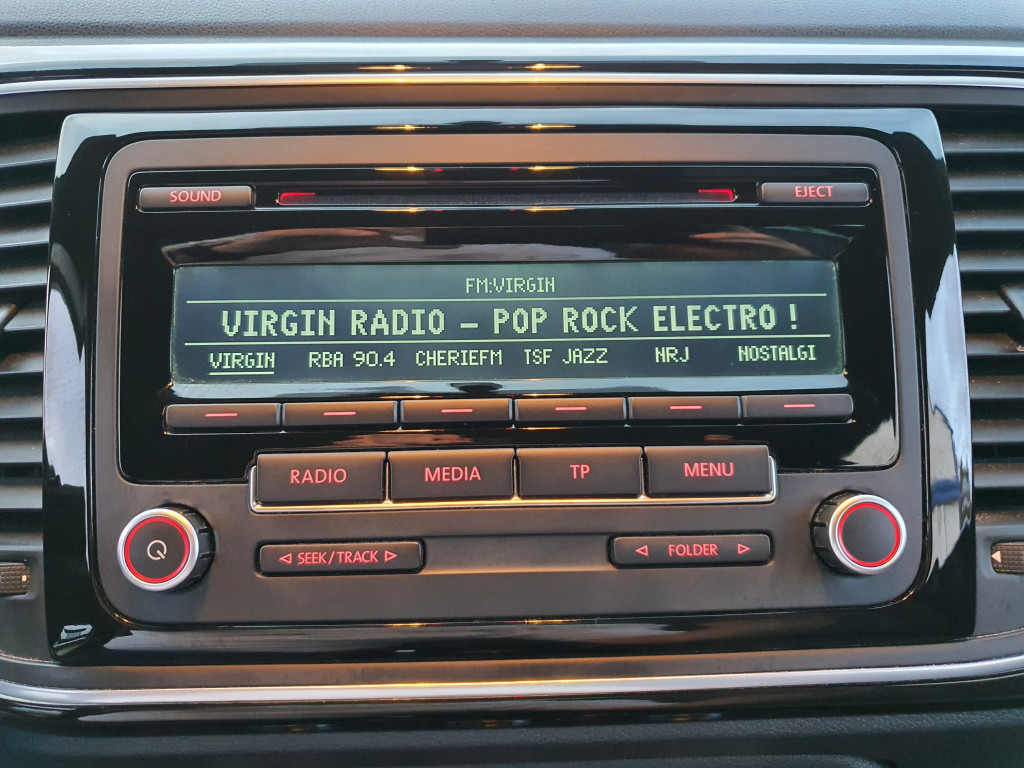 SOUND EJECT
FM:VIRGIN
VIRGIN RADIO - POP ROCK ELECTRO !
VIRGIN RBA 90.4 CHERIEFM TSF JAZZ NRJ NOSTALGI
RADIO MEDIA TP MENU
SEEK/TRACK FOLDER